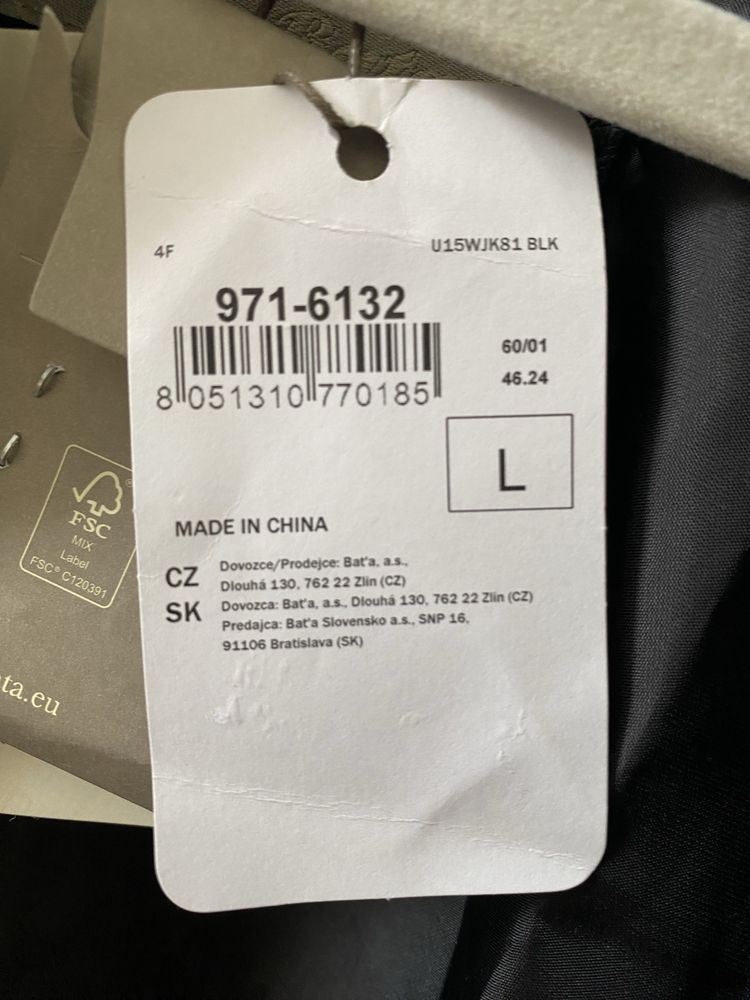 4F
U15WJK81 BLK
971-6132
60/01
46.24
8 051310 770185
L
MADE IN CHINA
CZ
Dovozce/Prodejce: Baťa, a.s.,
Dlouhá 130, 762 22 Zlín (CZ)
SK
Dovozca: Baťa, a.s., Dlouhá 130, 762 22 Zlín (CZ)
Predajca: Baťa Slovensko a.s., SNP 16,
91106 Bratislava (SK)
FSC
MIX
Label
FSC® C120391
ta.eu